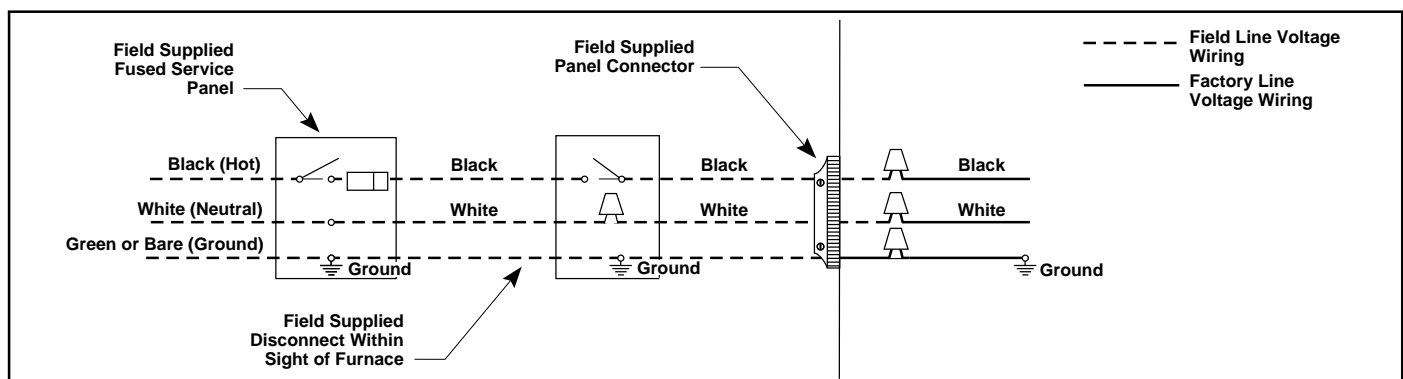 Field Supplied
Fused Service
Panel
Field Supplied
Panel Connector
Field Line Voltage
Wiring
Factory Line
Voltage Wiring
Black (Hot)
Black
Black
Black
White (Neutral)
White
White
White
Green or Bare (Ground)
Ground
Ground
Ground
Field Supplied
Disconnect Within
Sight of Furnace